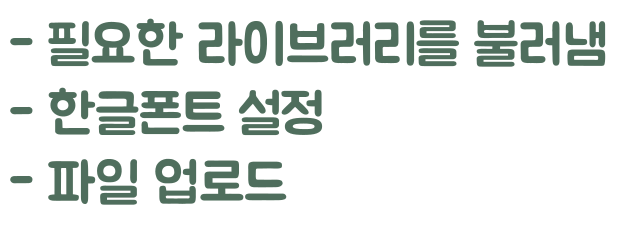 - 필요한 라이브러리를 불러냄
- 한글폰트 설정
- 파일 업로드